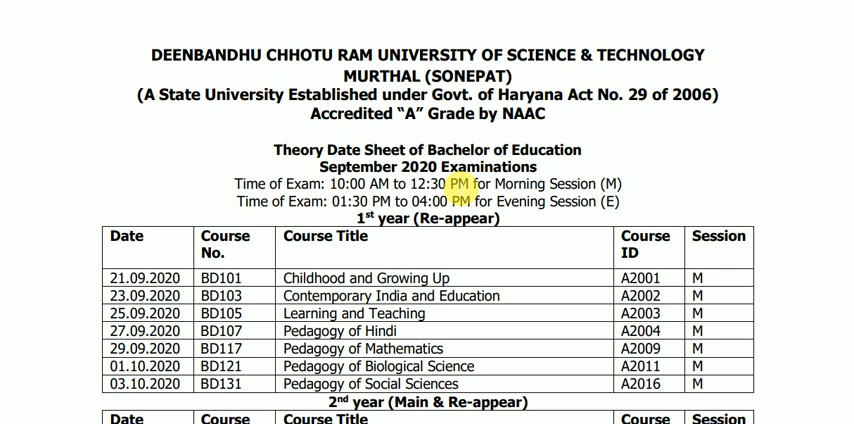 DEENBANDHU CHHOTU RAM UNIVERSITY OF SCIENCE & TECHNOLOGY
MURTHAL (SONEPAT)
(A State University Established under Govt. of Haryana Act No. 29 of 2006)
Accredited “A” Grade by NAAC
Theory Date Sheet of Bachelor of Education
September 2020 Examinations
Time of Exam: 10:00 AM to 12:30 PM for Morning Session (M)
Time of Exam: 01:30 PM to 04:00 PM for Evening Session (E)
1st year (Re-appear)
Date Course No. Course Title Course ID Session
21.09.2020 BD101 Childhood and Growing Up A2001 M
23.09.2020 BD103 Contemporary India and Education A2002 M
25.09.2020 BD105 Learning and Teaching A2003 M
27.09.2020 BD107 Pedagogy of Hindi A2004 M
29.09.2020 BD117 Pedagogy of Mathematics A2009 M
01.10.2020 BD121 Pedagogy of Biological Science A2011 M
03.10.2020 BD131 Pedagogy of Social Sciences A2016 M
2nd year (Main & Re-appear)
Date Course Course Title Course Session